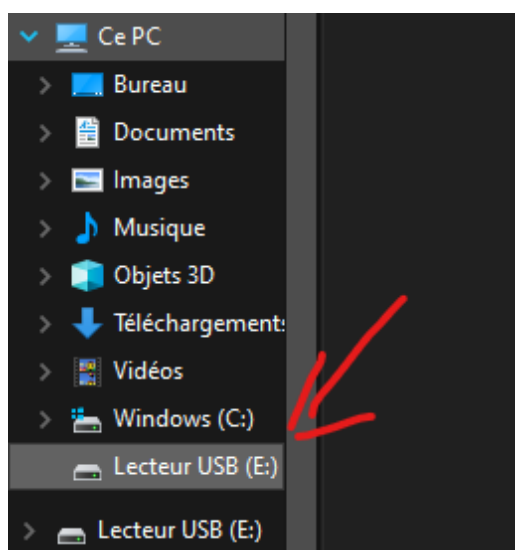 Ce PC
Bureau
Documents
Images
Musique
Objets 3D
Téléchargements
Vidéos
Windows (C:)
Lecteur USB (E:)
Lecteur USB (E:)